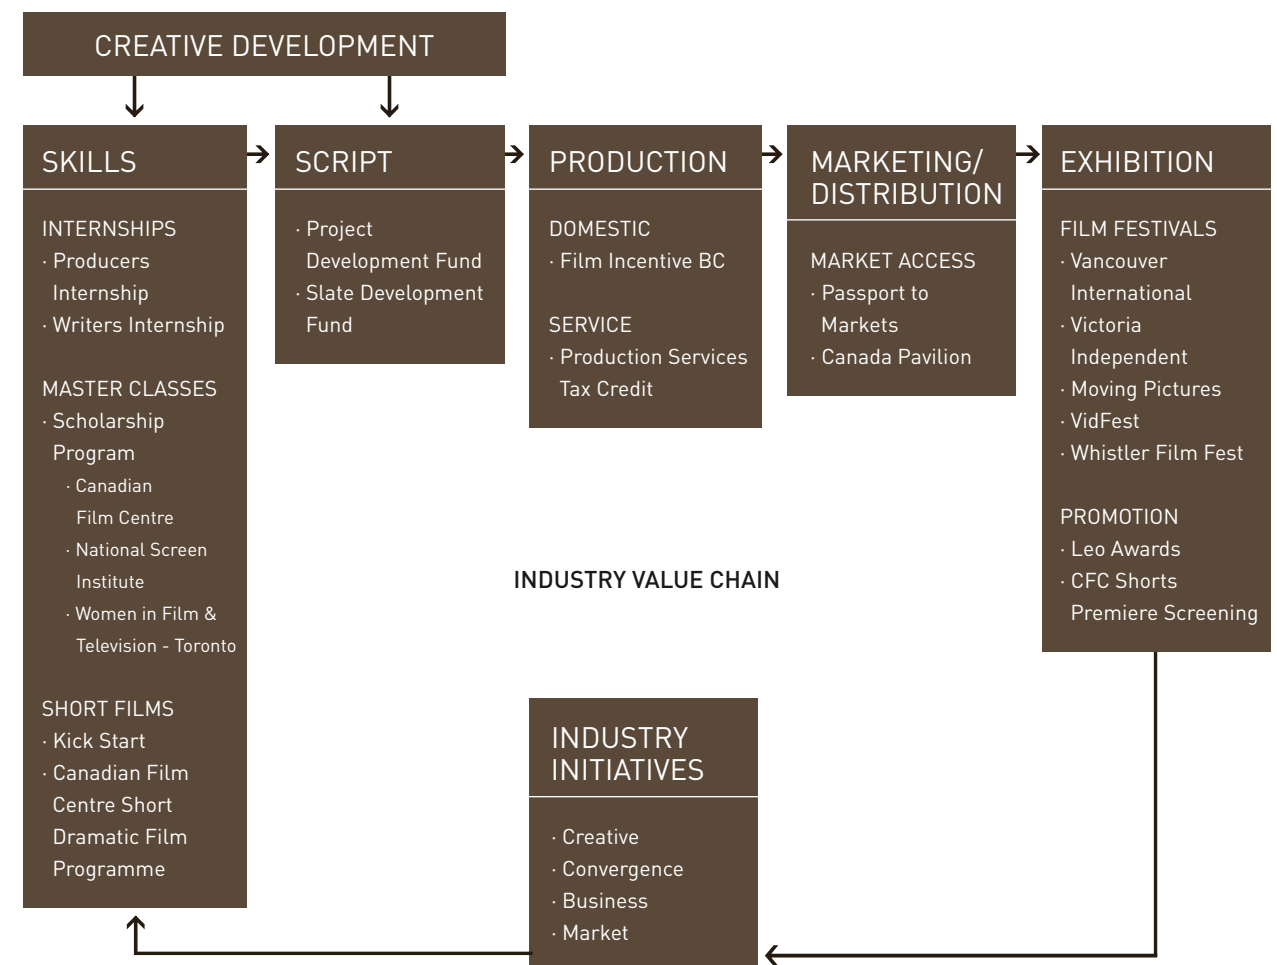 CREATIVE DEVELOPMENT
SKILLS
INTERNSHIPS
· Producers
Internship
· Writers Internship
MASTER CLASSES
· Scholarship
Program
· Canadian
Film Centre
· National Screen
Institute
· Women in Film &
Television - Toronto
SHORT FILMS
· Kick Start
· Canadian Film
Centre Short
Dramatic Film
Programme
SCRIPT
· Project
Development Fund
· Slate Development
Fund
PRODUCTION
DOMESTIC
· Film Incentive BC
SERVICE
· Production Services
Tax Credit
MARKETING/
DISTRIBUTION
MARKET ACCESS
· Passport to
Markets
· Canada Pavilion
EXHIBITION
FILM FESTIVALS
· Vancouver
International
· Victoria
Independent
· Moving Pictures
· VidFest
· Whistler Film Fest
PROMOTION
· Leo Awards
· CFC Shorts
Premiere Screening
INDUSTRY VALUE CHAIN
INDUSTRY
INITIATIVES
· Creative
· Convergence
· Business
· Market